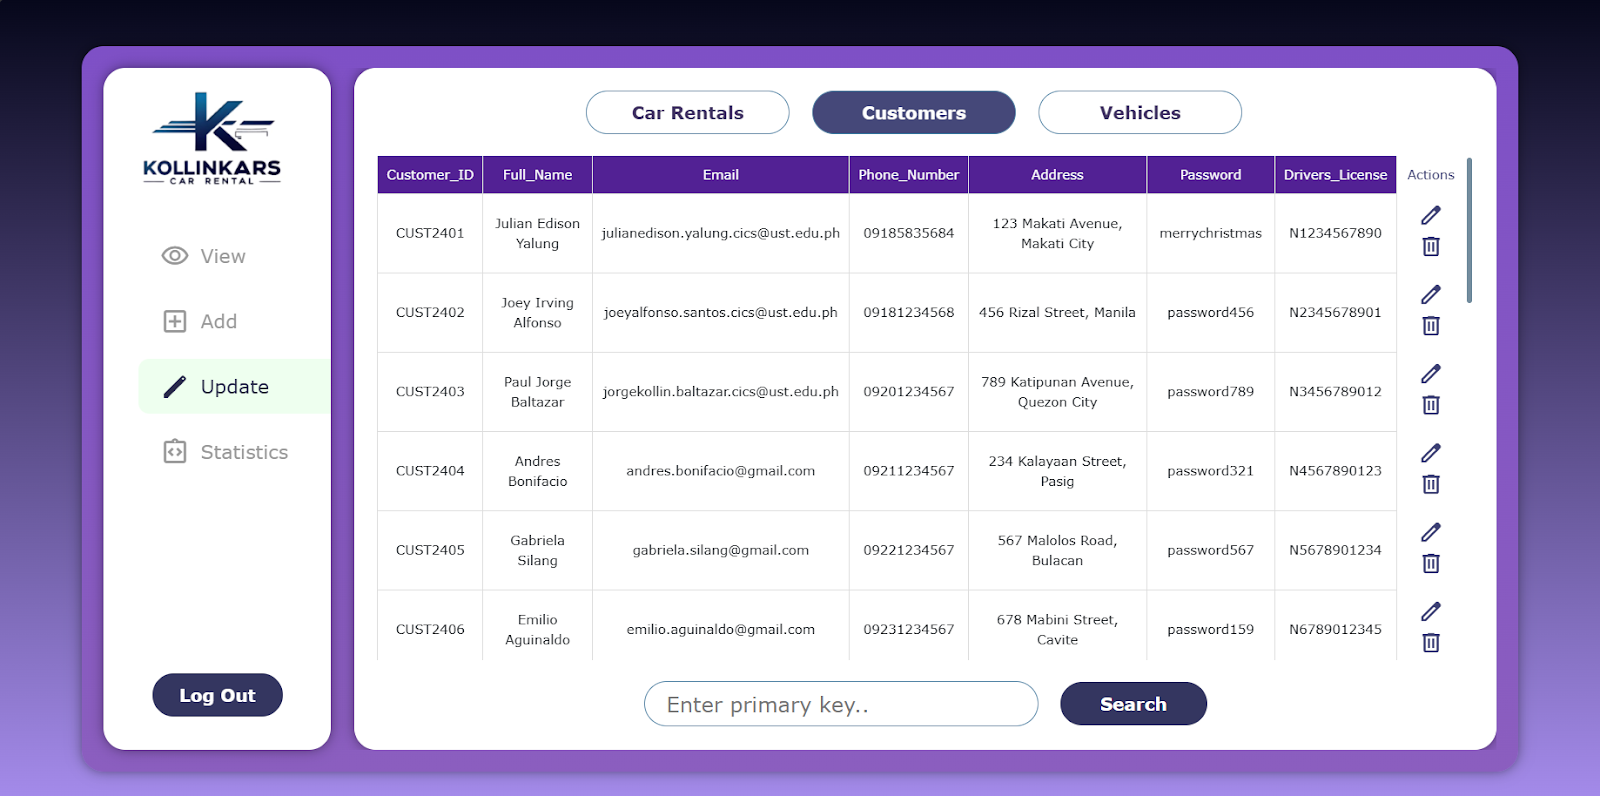 KOLLINKARS
CAR RENTAL
View
Add
Update
Statistics
Log Out
Car Rentals Customers Vehicles
Customer_ID Full_Name Email Phone_Number Address Password Drivers_License Actions
CUST2401 Julian Edison Yalung julianedison.yalung.cics@ust.edu.ph 09185835684 123 Makati Avenue, Makati City merrychristmas N1234567890
CUST2402 Joey Irving Alfonso joeyalfonso.santos.cics@ust.edu.ph 09181234568 456 Rizal Street, Manila password456 N2345678901
CUST2403 Paul Jorge Baltazar jorgekollin.baltazar.cics@ust.edu.ph 09201234567 789 Katipunan Avenue, Quezon City password789 N3456789012
CUST2404 Andres Bonifacio andres.bonifacio@gmail.com 09211234567 234 Kalayaan Street, Pasig password321 N4567890123
CUST2405 Gabriela Silang gabriela.silang@gmail.com 09221234567 567 Malolos Road, Bulacan password567 N5678901234
CUST2406 Emilio Aguinaldo emilio.aguinaldo@gmail.com 09231234567 678 Mabini Street, Cavite password159 N6789012345
Enter primary key.. Search